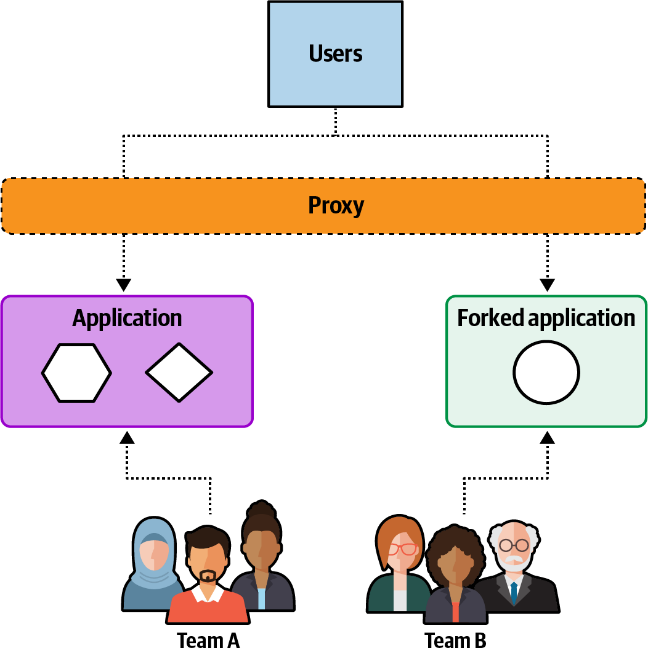 Users
Proxy
Application
Forked application
Team A
Team B